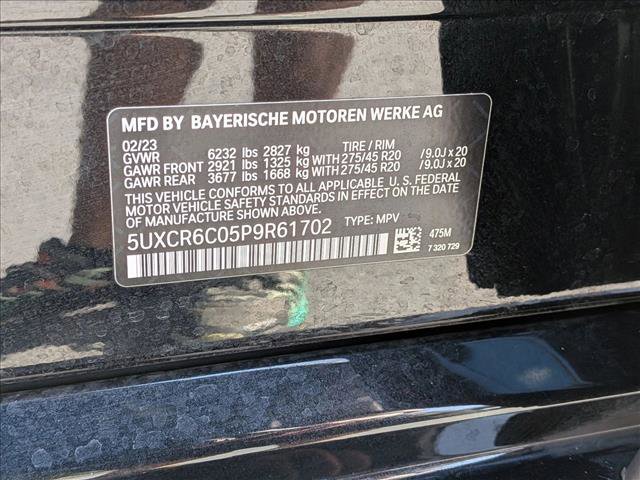 MFD BY BAYERISCHE MOTOREN WERKE AG
02/23 TIRE / RIM
GVWR 6232 lbs 2827 kg
GAWR FRONT 2921 lbs 1325 kg WITH 275/45 R20 /9.0J x 20
GAWR REAR 3677 lbs 1668 kg WITH 275/45 R20 /9.0J x 20
THIS VEHICLE CONFORMS TO ALL APPLICABLE U. S. FEDERAL
MOTOR VEHICLE SAFETY STANDARDS IN EFFECT ON THE DATE
OF MANUFACTURE SHOWN ABOVE.
5UXCR6C05P9R61702 TYPE: MPV
475M
7 320 729